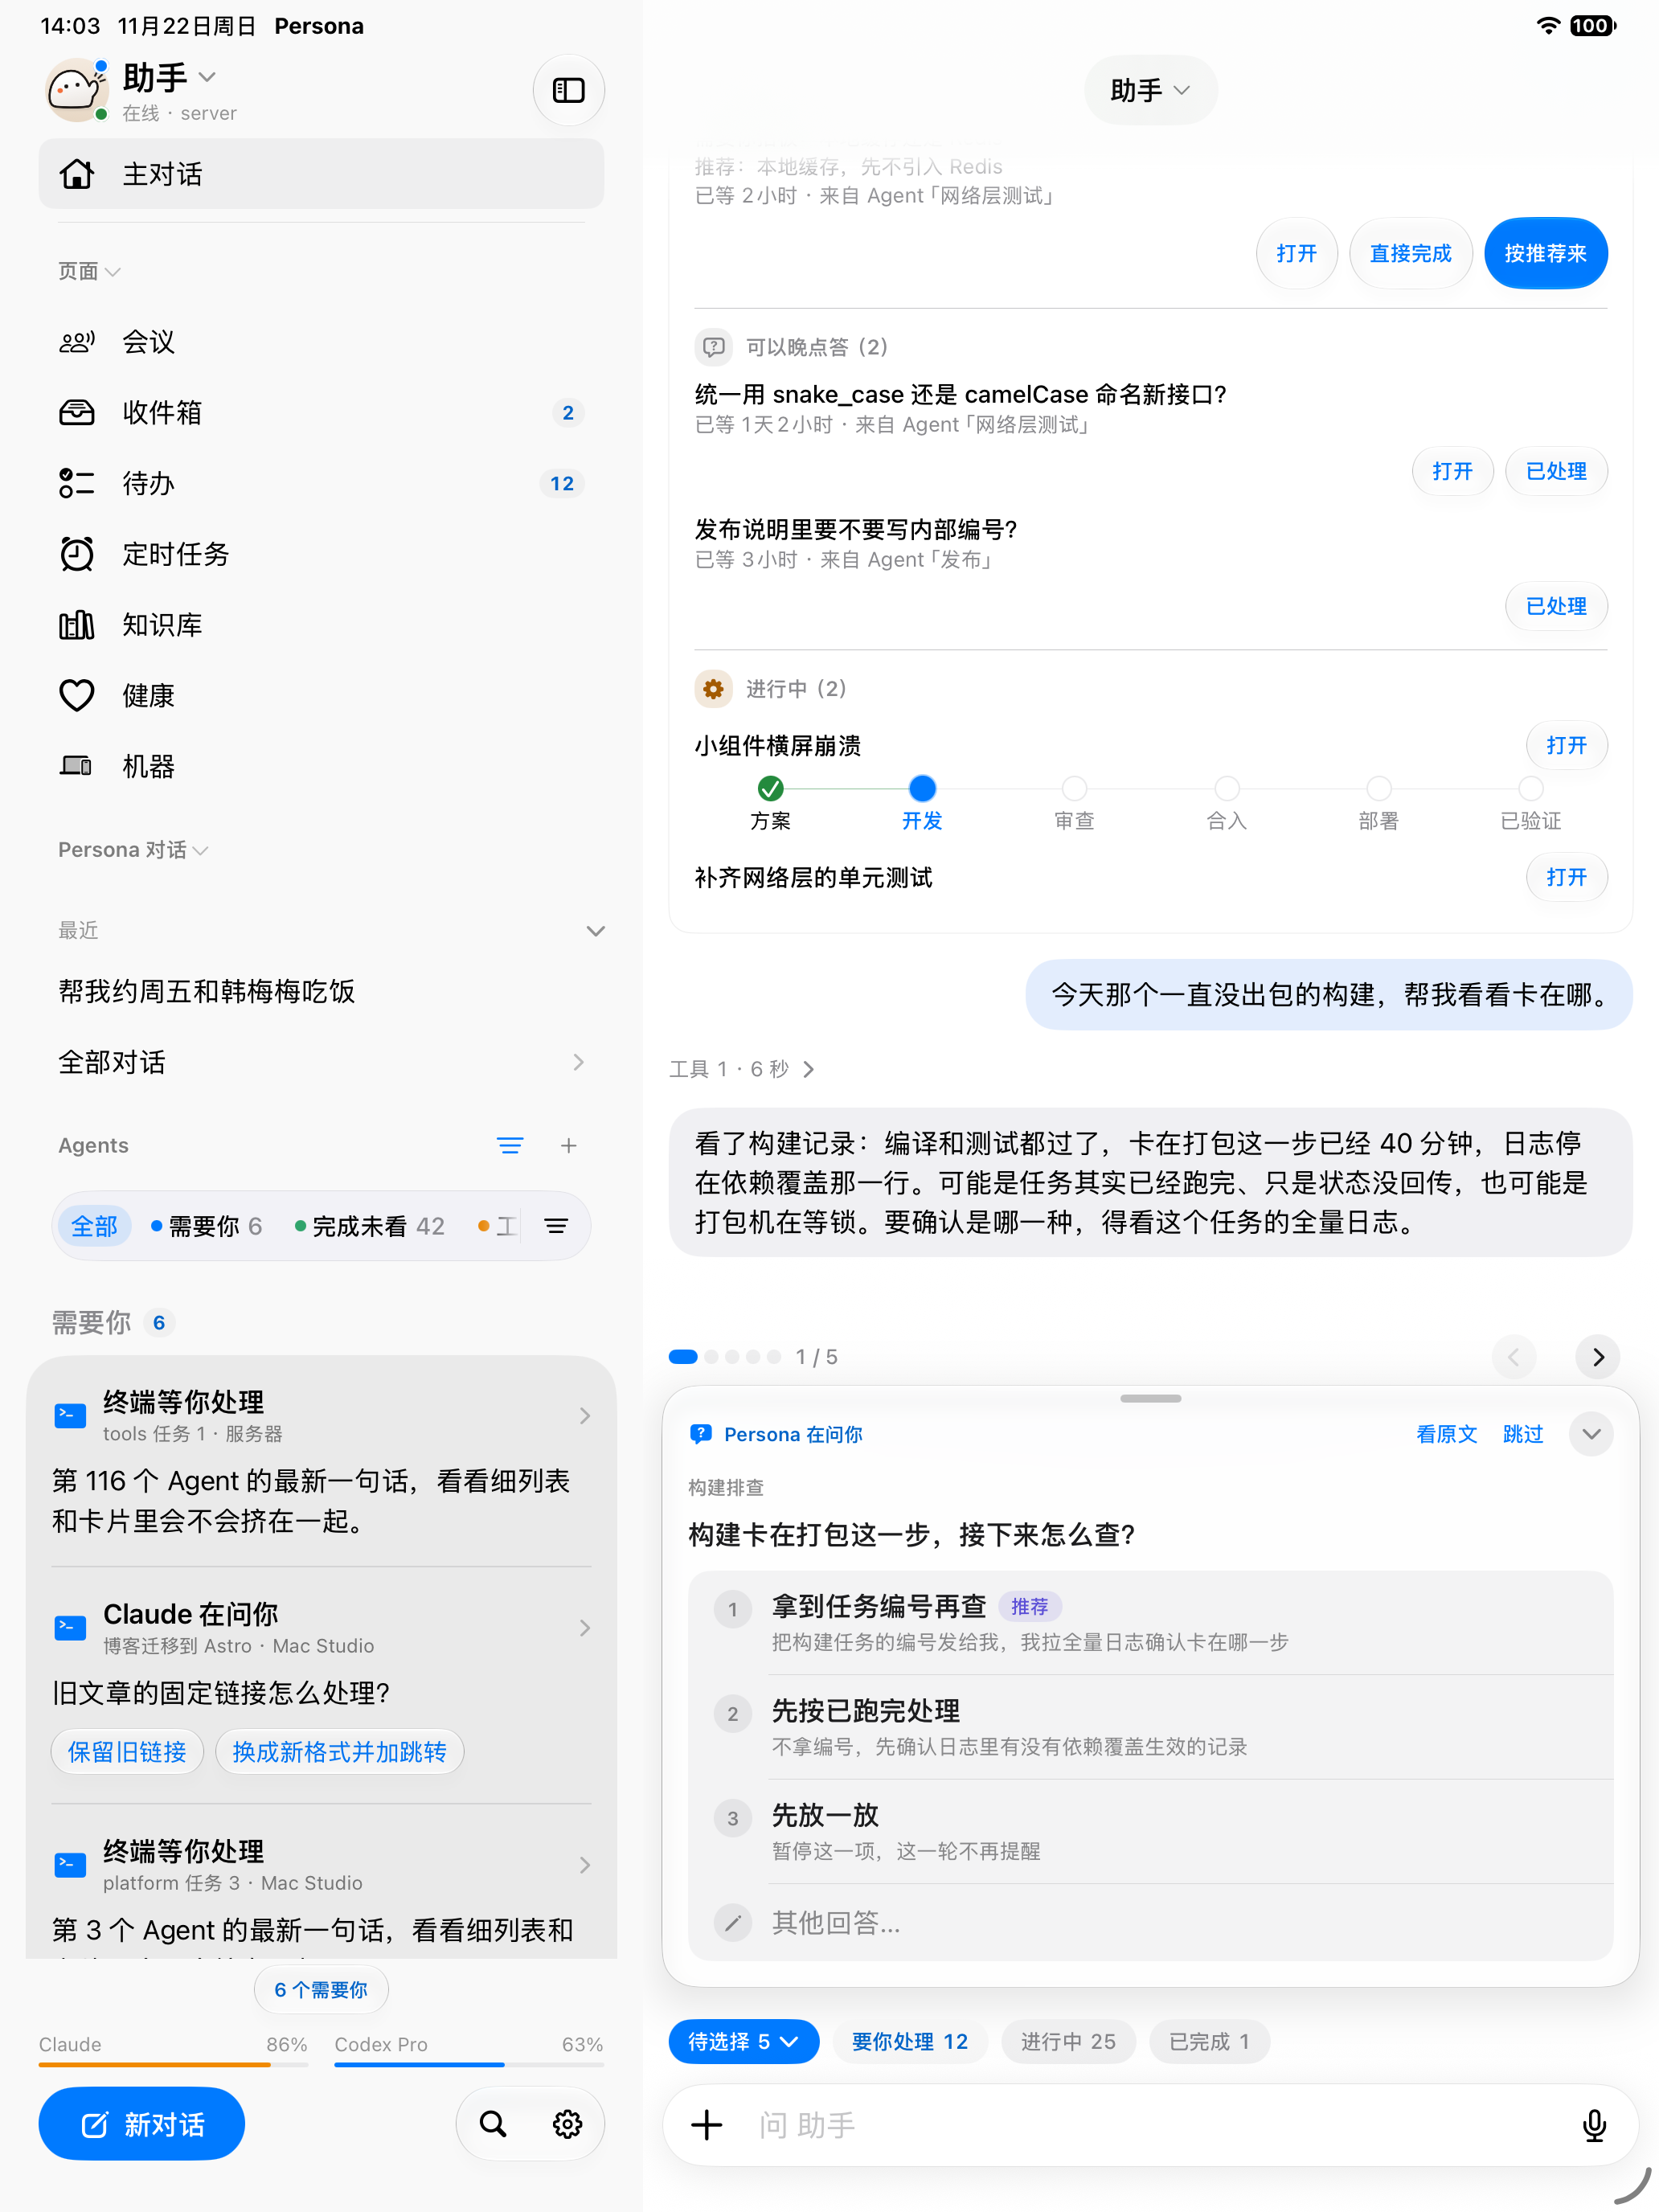 14:03 11月22日周日 Persona
100
助手
在线 · server
主对话
页面
会议
收件箱 2
待办 12
定时任务
知识库
健康
机器
Persona 对话
最近
帮我约周五和韩梅梅吃饭
全部对话
Agents
全部 需要你 6 完成未看 42
需要你 6
终端等你处理
tools 任务 1 · 服务器
第 116 个 Agent 的最新一句话，看看细列表
和卡片里会不会挤在一起。
Claude 在问你
博客迁移到 Astro · Mac Studio
旧文章的固定链接怎么处理？
保留旧链接 换成新格式并加跳转
终端等你处理
platform 任务 3 · Mac Studio
第 3 个 Agent 的最新一句话，看看细列表和
6 个需要你
Claude 86% Codex Pro 63%
新对话
助手
推荐：本地缓存，先不引入 Redis
已等 2小时 · 来自 Agent「网络层测试」
打开 直接完成 按推荐来
可以晚点答（2）
统一用 snake_case 还是 camelCase 命名新接口？
已等 1天2小时 · 来自 Agent「网络层测试」
打开 已处理
发布说明里要不要写内部编号？
已等 3小时 · 来自 Agent「发布」
已处理
进行中（2）
小组件横屏崩溃 打开
方案 开发 审查 合入 部署 已验证
补齐网络层的单元测试 打开
今天那个一直没出包的构建，帮我看看卡在哪。
工具 1 · 6 秒
看了构建记录：编译和测试都过了，卡在打包这一步已经 40 分钟，日志停
在依赖覆盖那一行。可能是任务其实已经跑完、只是状态没回传，也可能是
打包机在等锁。要确认是哪一种，得看这个任务的全量日志。
1 / 5
Persona 在问你 看原文 跳过
构建排查
构建卡在打包这一步，接下来怎么查？
1 拿到任务编号再查 推荐
把构建任务的编号发给我，我拉全量日志确认卡在哪一步
2 先按已跑完处理
不拿编号，先确认日志里有没有依赖覆盖生效的记录
3 先放一放
暂停这一项，这一轮不再提醒
其他回答...
待选择 5 要你处理 12 进行中 25 已完成 1
问 助手